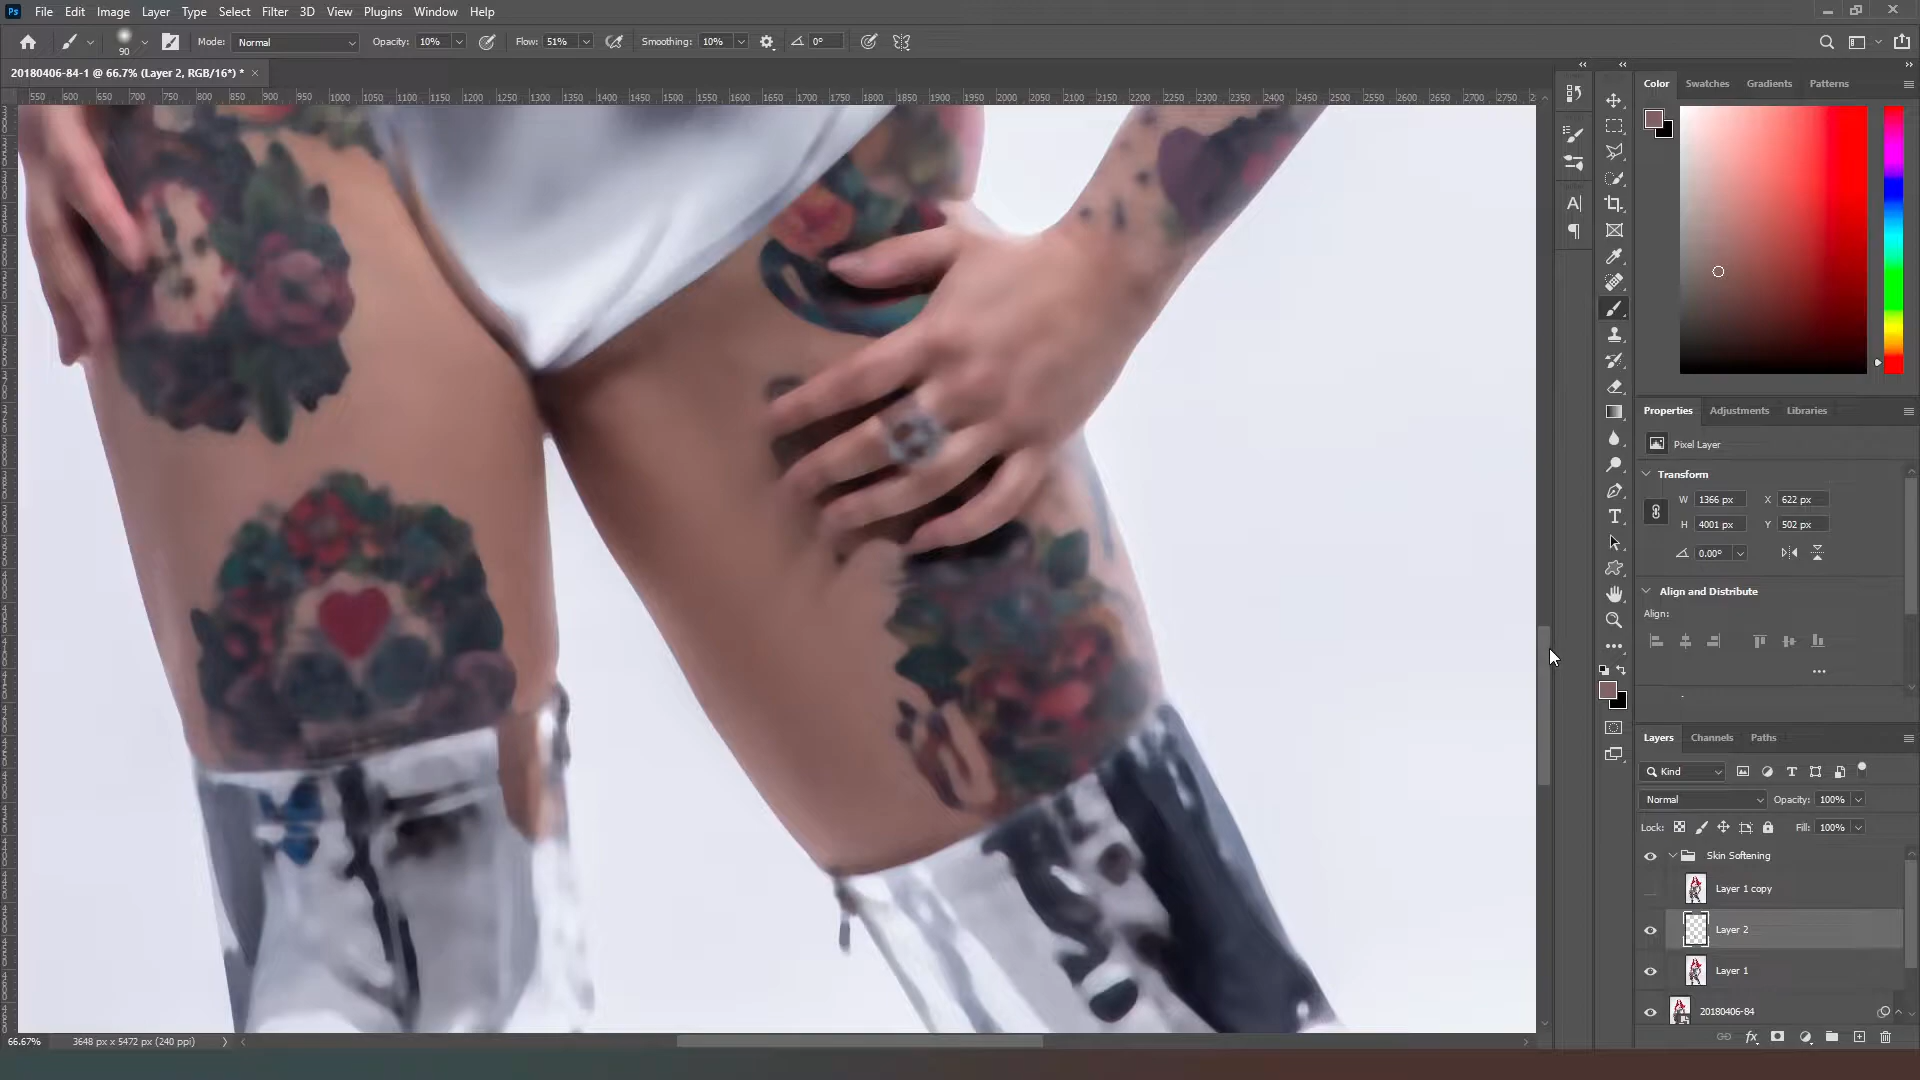 Ps File Edit Image Layer Type Select Filter 3D View Plugins Window Help
90 Mode: Normal Opacity: 10% Flow: 51% Smoothing: 10% 0°
20180406-84-1 @ 66.7% (Layer 2, RGB/16*) * ×
550 600 650 700 750 800 850 900 950 1000 1050 1100 1150 1200 1250 1300 1350 1400 1450 1500 1550 1600 1650 1700 1750 1800 1850 1900 1950 2000 2050 2100 2150 2200 2250 2300 2350 2400 2450 2500 2550 2600 2650 2700 2750
Color Swatches Gradients Patterns
Properties Adjustments Libraries
Pixel Layer
Transform
W 1366 px X 622 px
H 4001 px Y 502 px
0.00°
Align and Distribute
Align:
Layers Channels Paths
Kind
Normal Opacity: 100%
Lock: Fill: 100%
Skin Softening
Layer 1 copy
Layer 2
Layer 1
20180406-84
66.67% 3648 px x 5472 px (240 ppi)